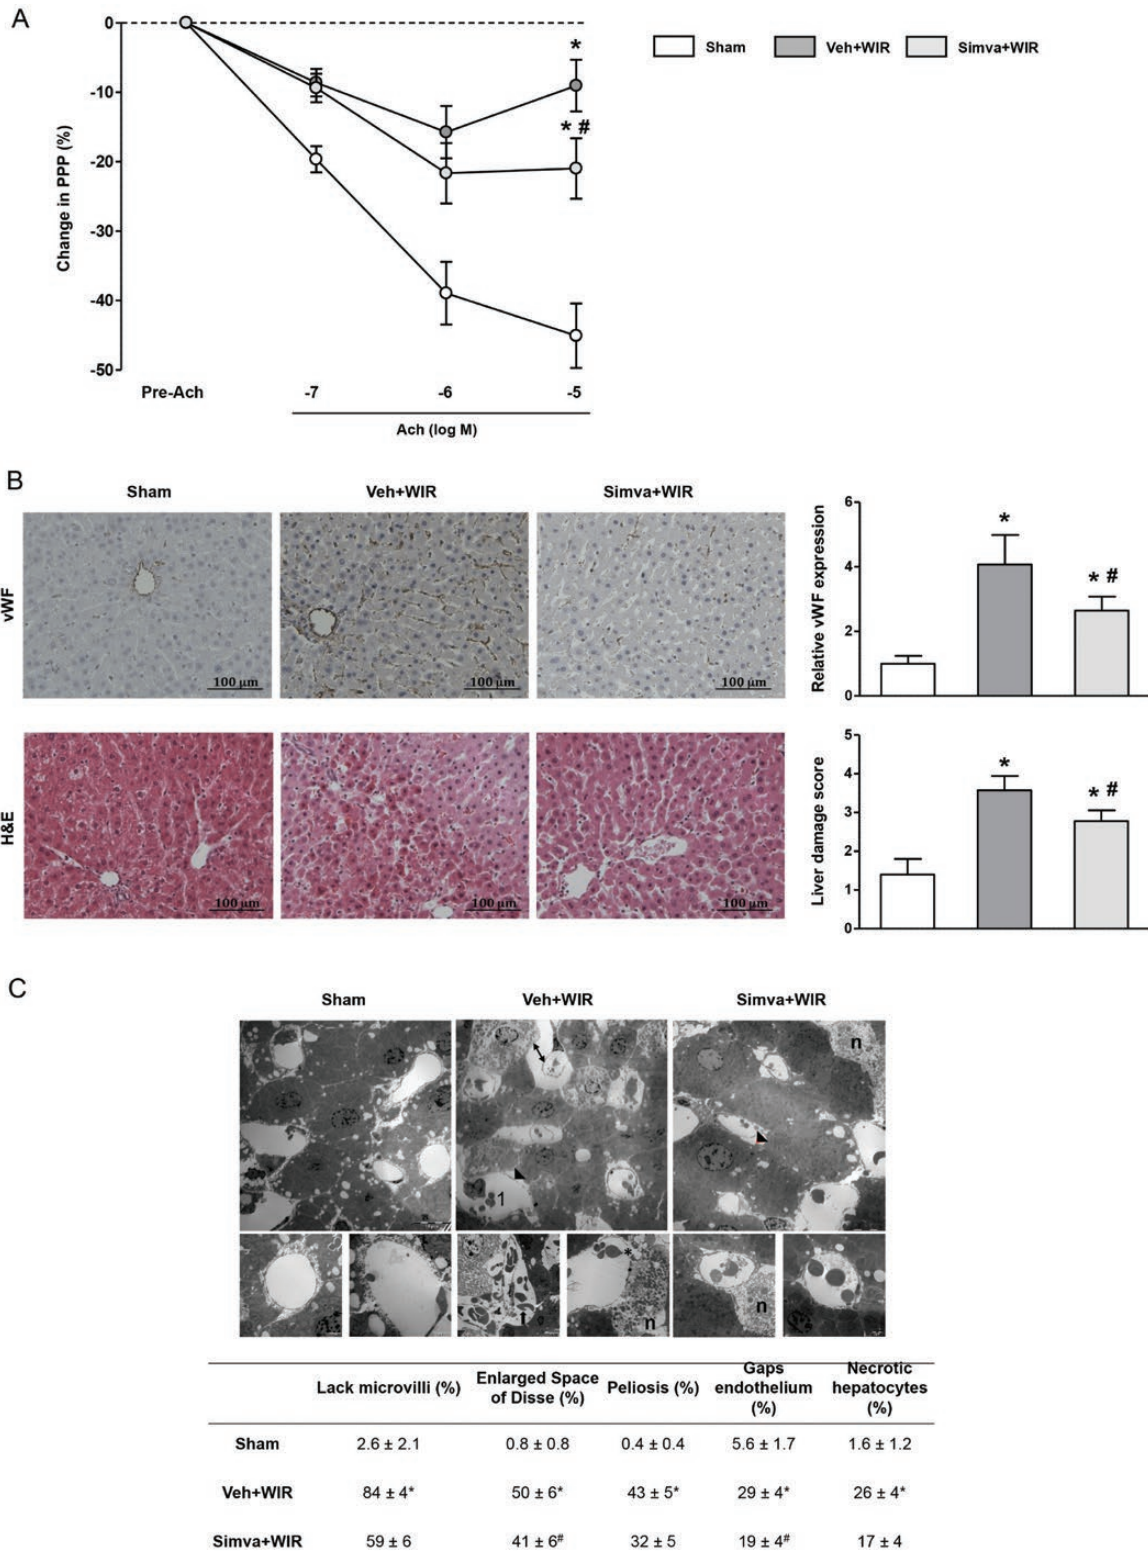 A
Sham
Veh+WIR
Simva+WIR
0
-10
-20
-30
-40
-50
Change in PPP (%)
*
* #
Pre-Ach
-7
-6
-5
Ach (log M)
B
Sham
Veh+WIR
Simva+WIR
vWF
100 µm
100 µm
100 µm
Relative vWF expression
6
4
2
0
*
* #
H&E
100 µm
100 µm
100 µm
Liver damage score
5
4
3
2
1
0
*
* #
C
Sham
Veh+WIR
Simva+WIR
n
1
*
n
n
Lack microvilli (%)
Enlarged Space
of Disse (%)
Peliosis (%)
Gaps
endothelium
(%)
Necrotic
hepatocytes
(%)
Sham 2.6 ± 2.1 0.8 ± 0.8 0.4 ± 0.4 5.6 ± 1.7 1.6 ± 1.2
Veh+WIR 84 ± 4* 50 ± 6* 43 ± 5* 29 ± 4* 26 ± 4*
Simva+WIR 59 ± 6 41 ± 6# 32 ± 5 19 ± 4# 17 ± 4